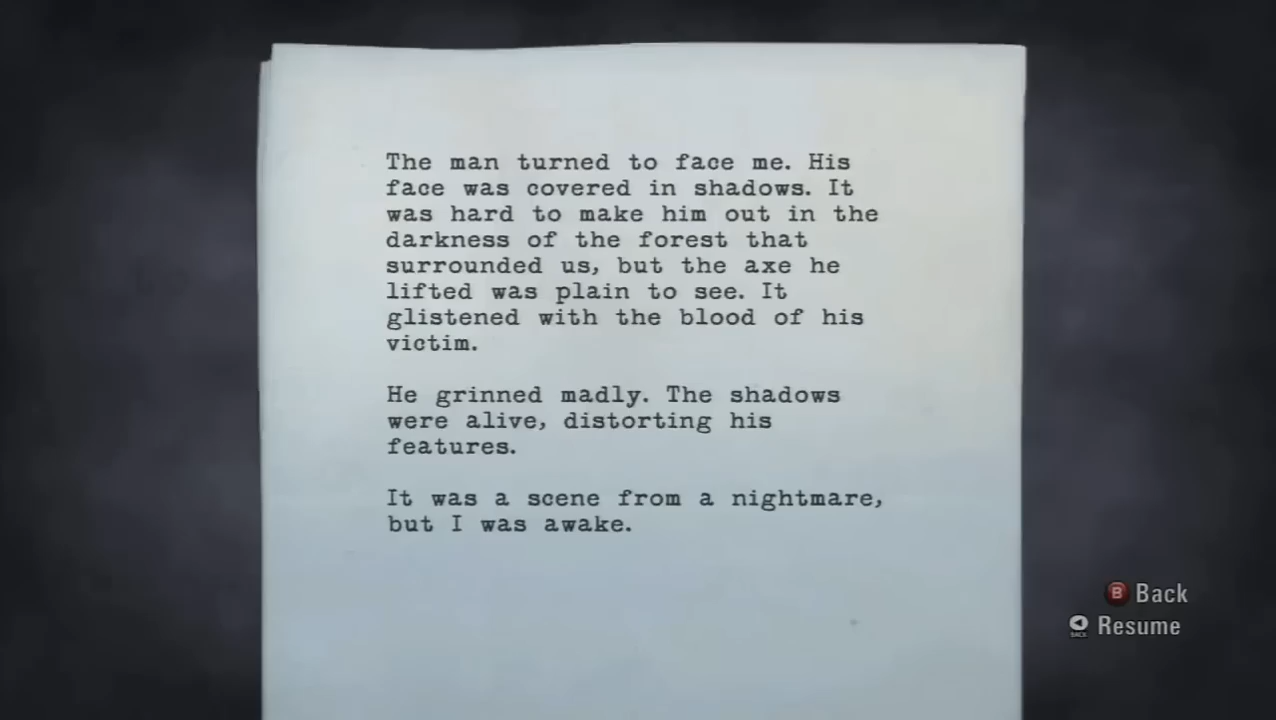 The man turned to face me. His
face was covered in shadows. It
was hard to make him out in the
darkness of the forest that
surrounded us, but the axe he
lifted was plain to see. It
glistened with the blood of his
victim.
He grinned madly. The shadows
were alive, distorting his
features.
It was a scene from a nightmare,
but I was awake.
B Back
BACK Resume